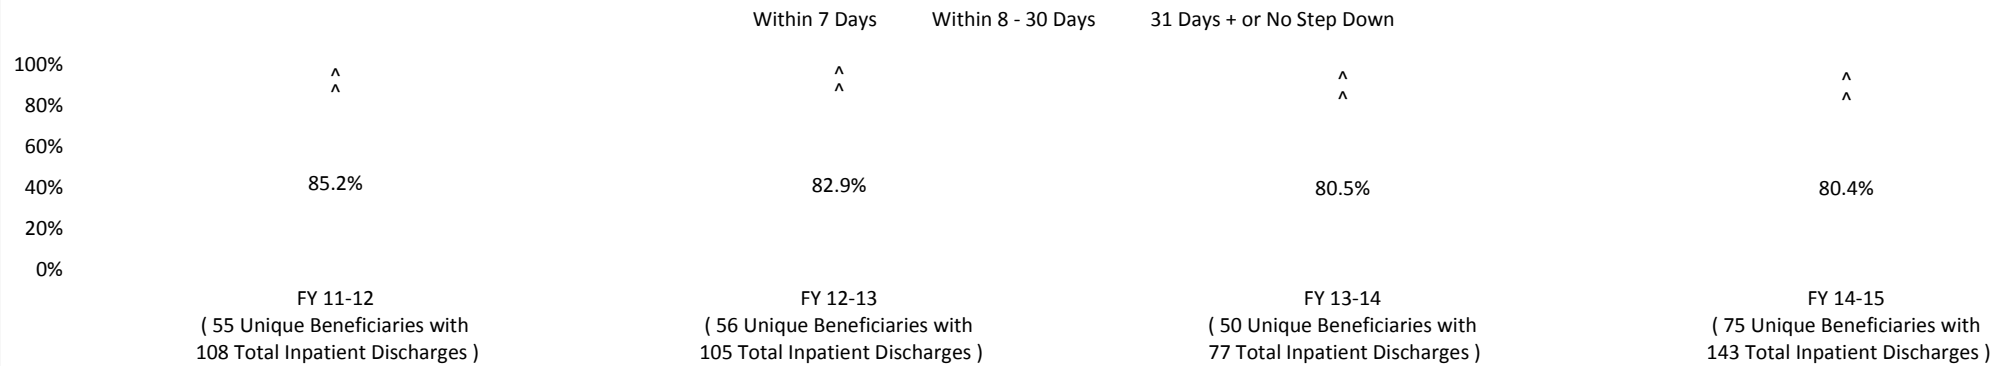 Within 7 Days Within 8 - 30 Days 31 Days + or No Step Down
100%
80%
60%
40%
20%
0%
^ ^ ^ ^
^ ^ ^ ^
85.2% 82.9% 80.5% 80.4%
FY 11-12 FY 12-13 FY 13-14 FY 14-15
( 55 Unique Beneficiaries with ( 56 Unique Beneficiaries with ( 50 Unique Beneficiaries with ( 75 Unique Beneficiaries with
108 Total Inpatient Discharges ) 105 Total Inpatient Discharges ) 77 Total Inpatient Discharges ) 143 Total Inpatient Discharges )